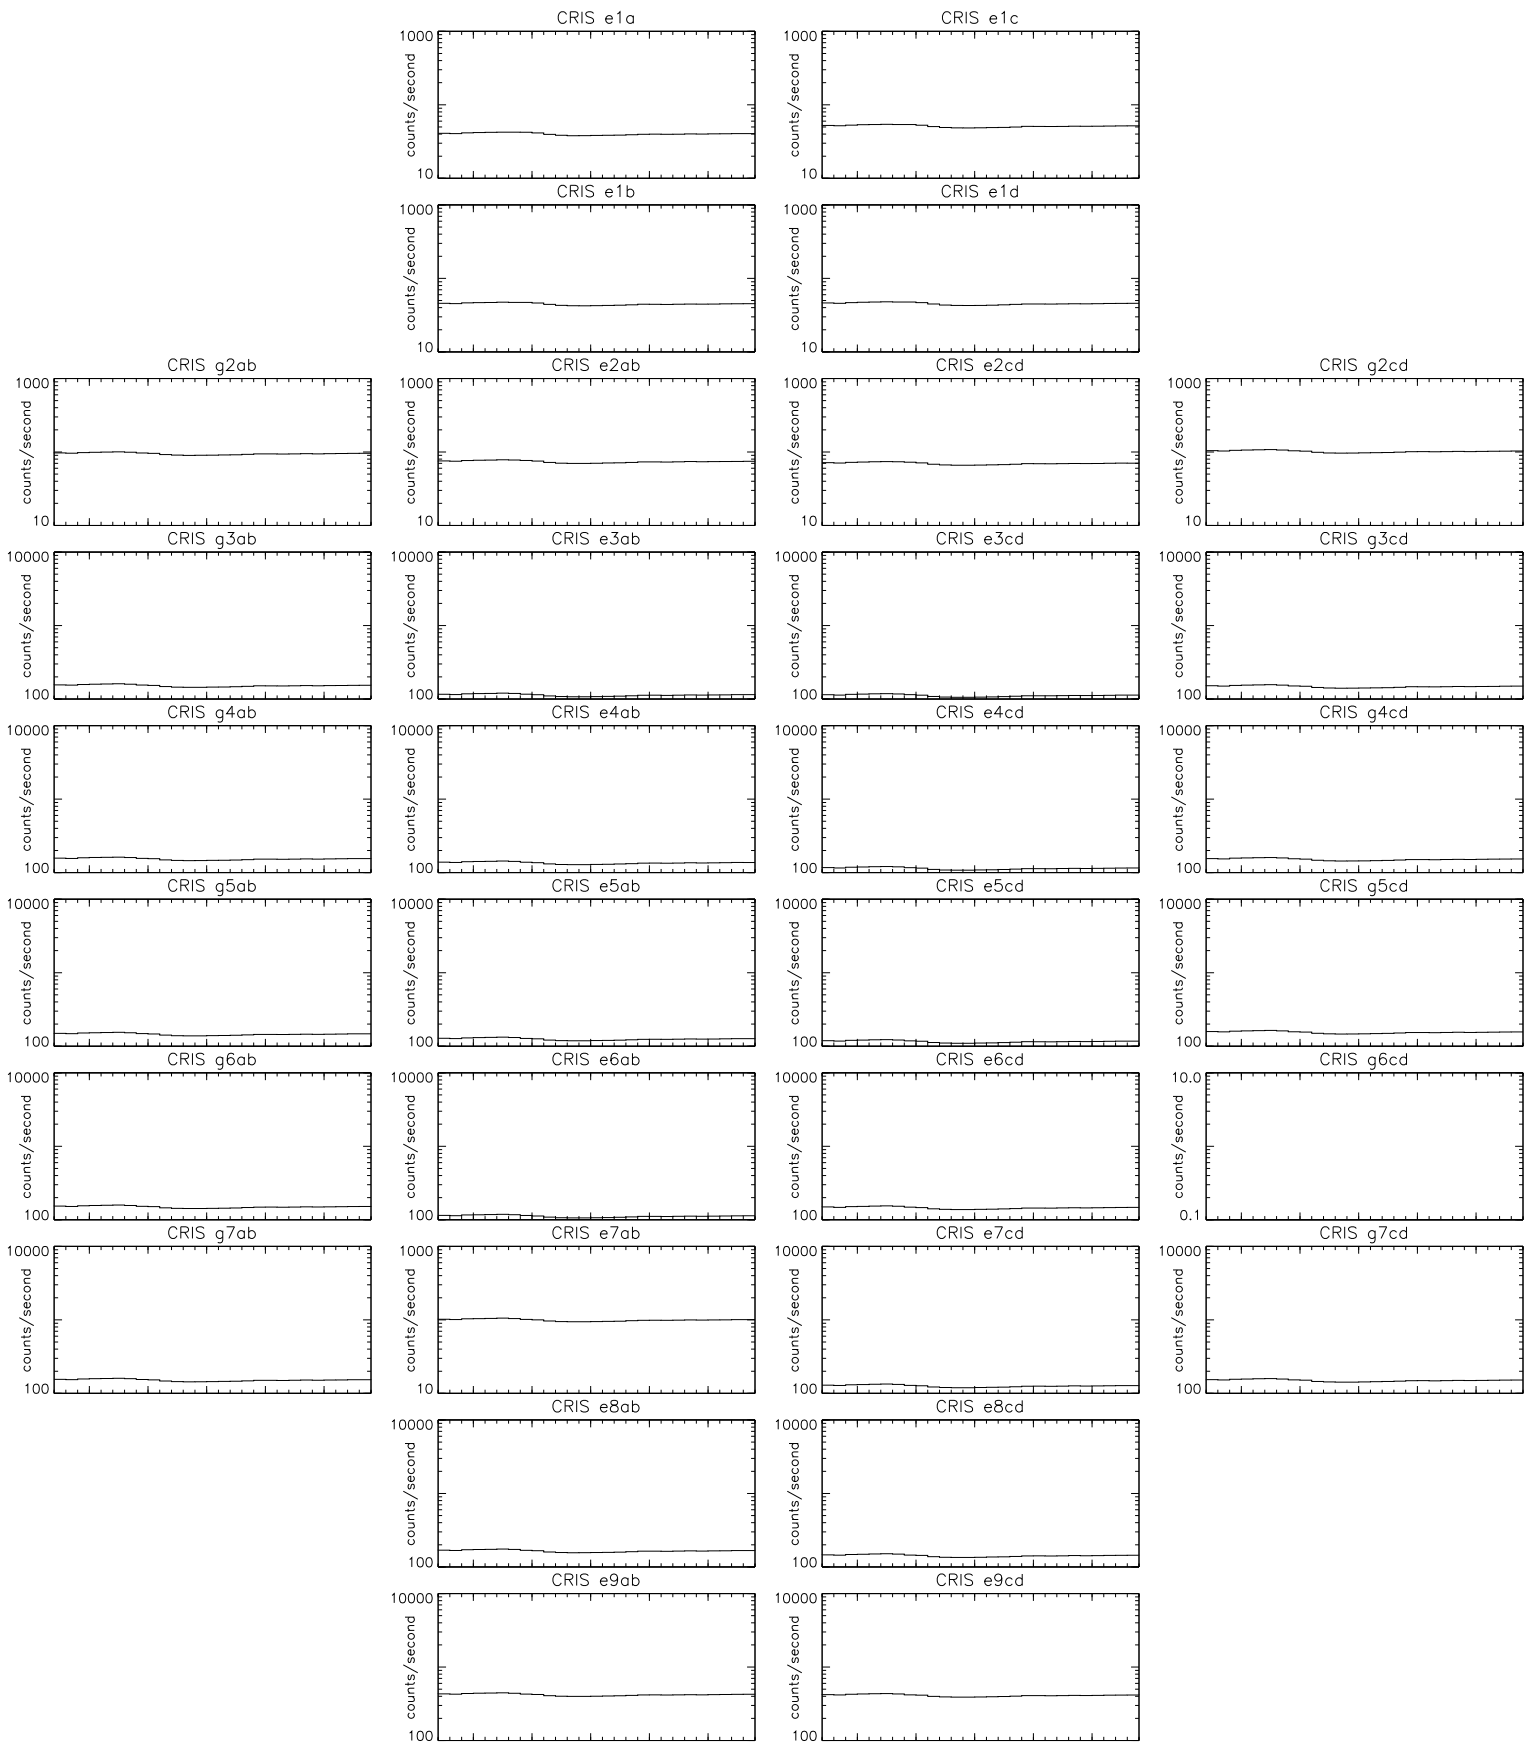 CRIS e1a
CRIS e1c
1000
counts/second
10
1000
counts/second
10
CRIS e1b
CRIS e1d
1000
counts/second
10
1000
counts/second
10
CRIS g2ab
CRIS e2ab
CRIS e2cd
CRIS g2cd
1000
counts/second
10
1000
counts/second
10
1000
counts/second
10
1000
counts/second
10
CRIS g3ab
CRIS e3ab
CRIS e3cd
CRIS g3cd
10000
counts/second
100
10000
counts/second
100
10000
counts/second
100
10000
counts/second
100
CRIS g4ab
CRIS e4ab
CRIS e4cd
CRIS g4cd
10000
counts/second
100
10000
counts/second
100
10000
counts/second
100
10000
counts/second
100
CRIS g5ab
CRIS e5ab
CRIS e5cd
CRIS g5cd
10000
counts/second
100
10000
counts/second
100
10000
counts/second
100
10000
counts/second
100
CRIS g6ab
CRIS e6ab
CRIS e6cd
CRIS g6cd
10000
counts/second
100
10000
counts/second
100
10000
counts/second
100
10.0
counts/second
0.1
CRIS g7ab
CRIS e7ab
CRIS e7cd
CRIS g7cd
10000
counts/second
100
1000
counts/second
10
10000
counts/second
100
10000
counts/second
100
CRIS e8ab
CRIS e8cd
10000
counts/second
100
10000
counts/second
100
CRIS e9ab
CRIS e9cd
10000
counts/second
100
10000
counts/second
100